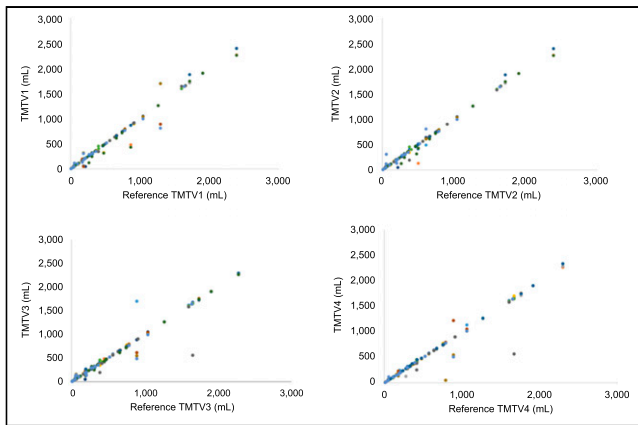 3,000
2,500
2,000
1,500
1,000
500
0
TMTV1 (mL)
0 1,000 2,000 3,000
Reference TMTV1 (mL)
3,000
2,500
2,000
1,500
1,000
500
0
TMTV2 (mL)
0 1,000 2,000 3,000
Reference TMTV2 (mL)
3,000
2,500
2,000
1,500
1,000
500
0
TMTV3 (mL)
0 1,000 2,000 3,000
Reference TMTV3 (mL)
3,000
2,500
2,000
1,500
1,000
500
0
TMTV4 (mL)
0 1,000 2,000 3,000
Reference TMTV4 (mL)